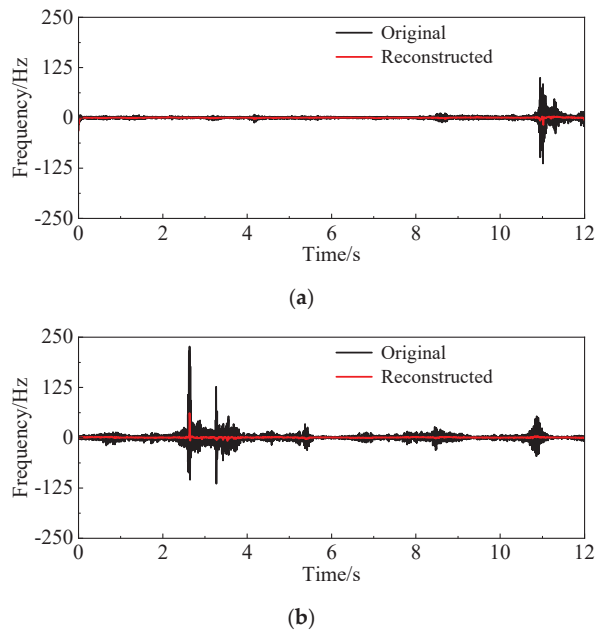 250
125
0
-125
-250
Frequency/Hz
Original
Reconstructed
0 2 4 6 8 10 12
Time/s
(a)
250
125
0
-125
-250
Frequency/Hz
Original
Reconstructed
0 2 4 6 8 10 12
Time/s
(b)